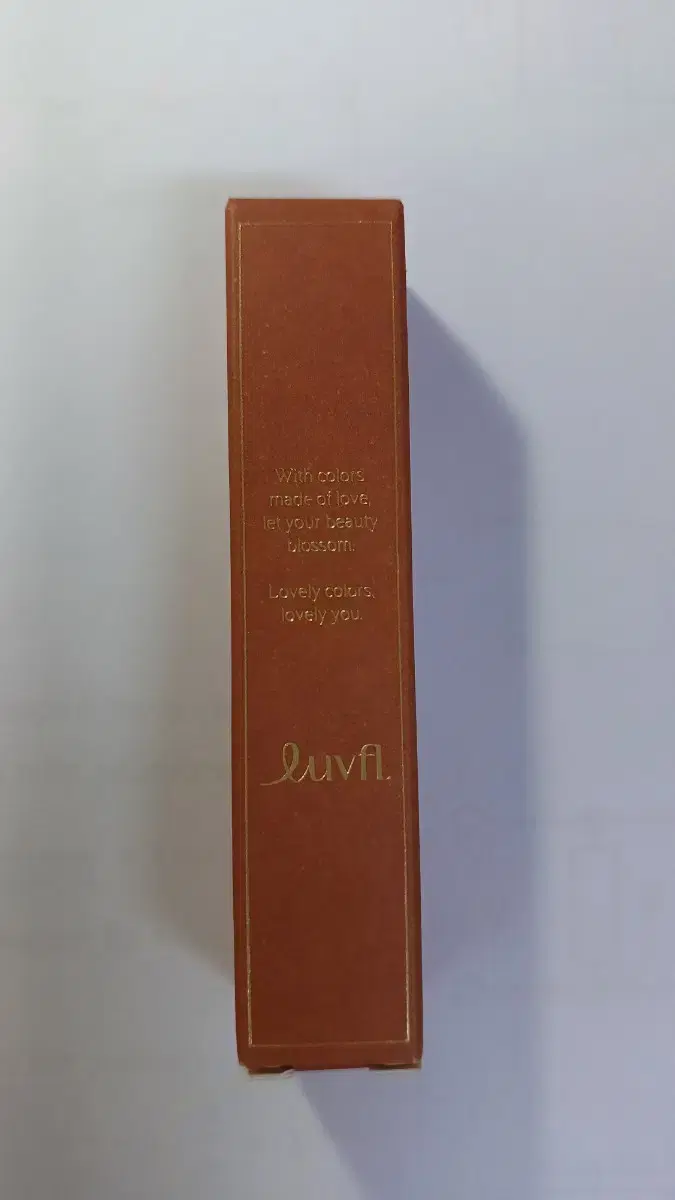 With colors
made of love,
let your beauty
blossom.
Lovely colors,
lovely you.
luvfl.